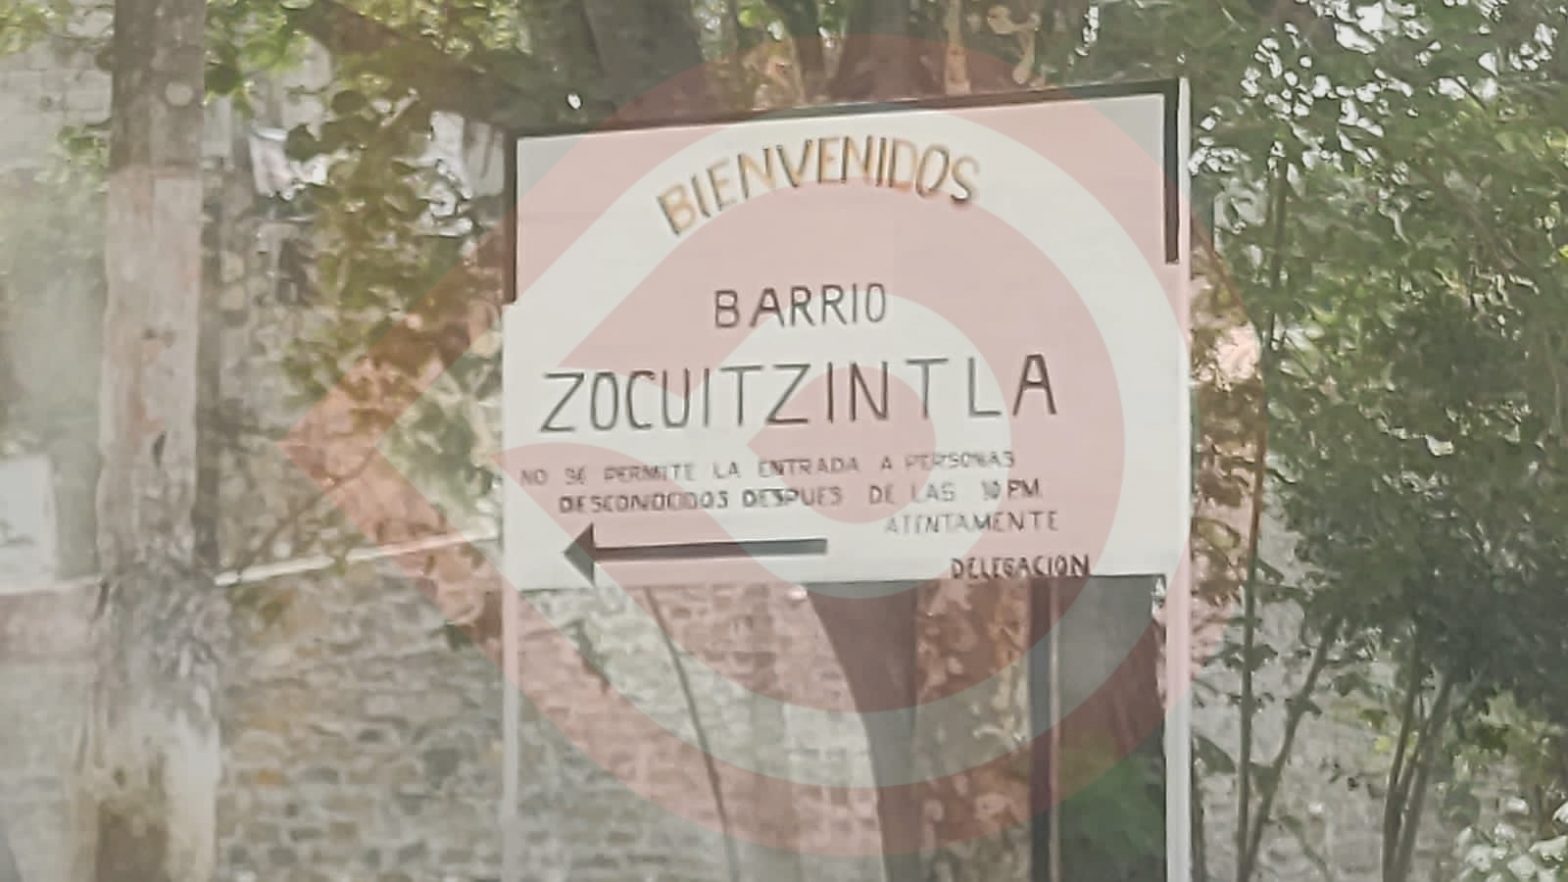 BIENVENIDOS
BARRIO
ZOCUITZINTLA
NO SE PERMITE LA ENTRADA A PERSONAS
DESCONOCIDOS DESPUES DE LAS 10 PM
ATENTAMENTE
DELEGACION